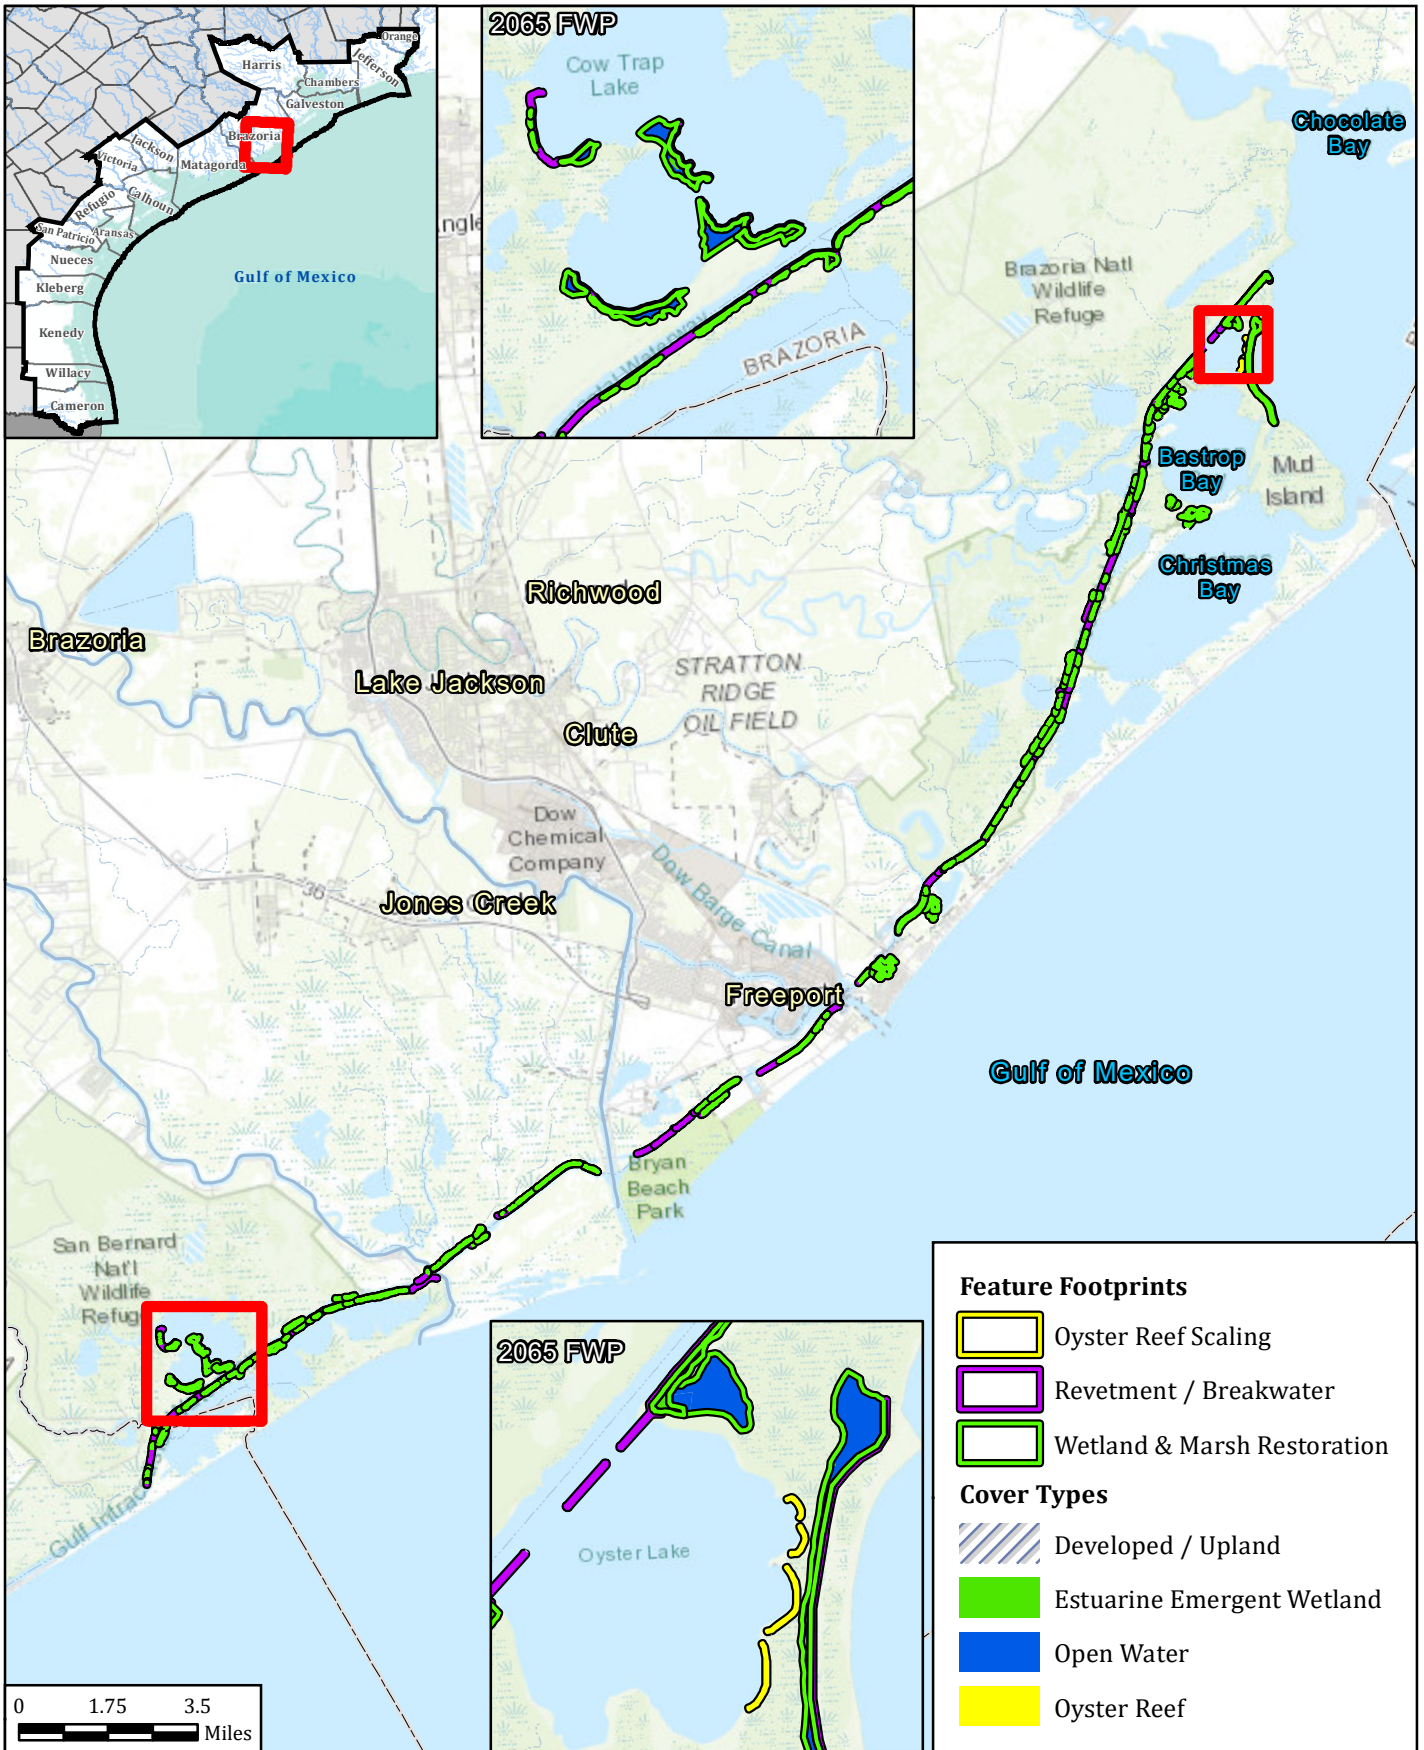 Orange
Harris
Jefferson
Chambers
Galveston
Brazoria
Jackson
Victoria
Matagorda
Calhoun
Refugio
San Patricio
Aransas
Nueces
Kleberg
Kenedy
Willacy
Cameron
Gulf of Mexico
2065 FWP
Cow Trap
Lake
BRAZORIA
Chocolate
Bay
Brazoria Natl
Wildlife
Refuge
Bastrop
Bay
Mud
Island
Christmas
Bay
Richwood
Brazoria
Lake Jackson
STRATTON
RIDGE
OIL FIELD
Clute
Dow
Chemical
Company
Dow Barge Canal
36
Jones Creek
Freeport
Gulf of Mexico
Bryan
Beach
Park
San Bernard
Nat'l
Wildlife
Refug
Gulf Intrac
2065 FWP
Oyster Lake
0 1.75 3.5
Miles
Feature Footprints
Oyster Reef Scaling
Revetment / Breakwater
Wetland & Marsh Restoration
Cover Types
Developed / Upland
Estuarine Emergent Wetland
Open Water
Oyster Reef